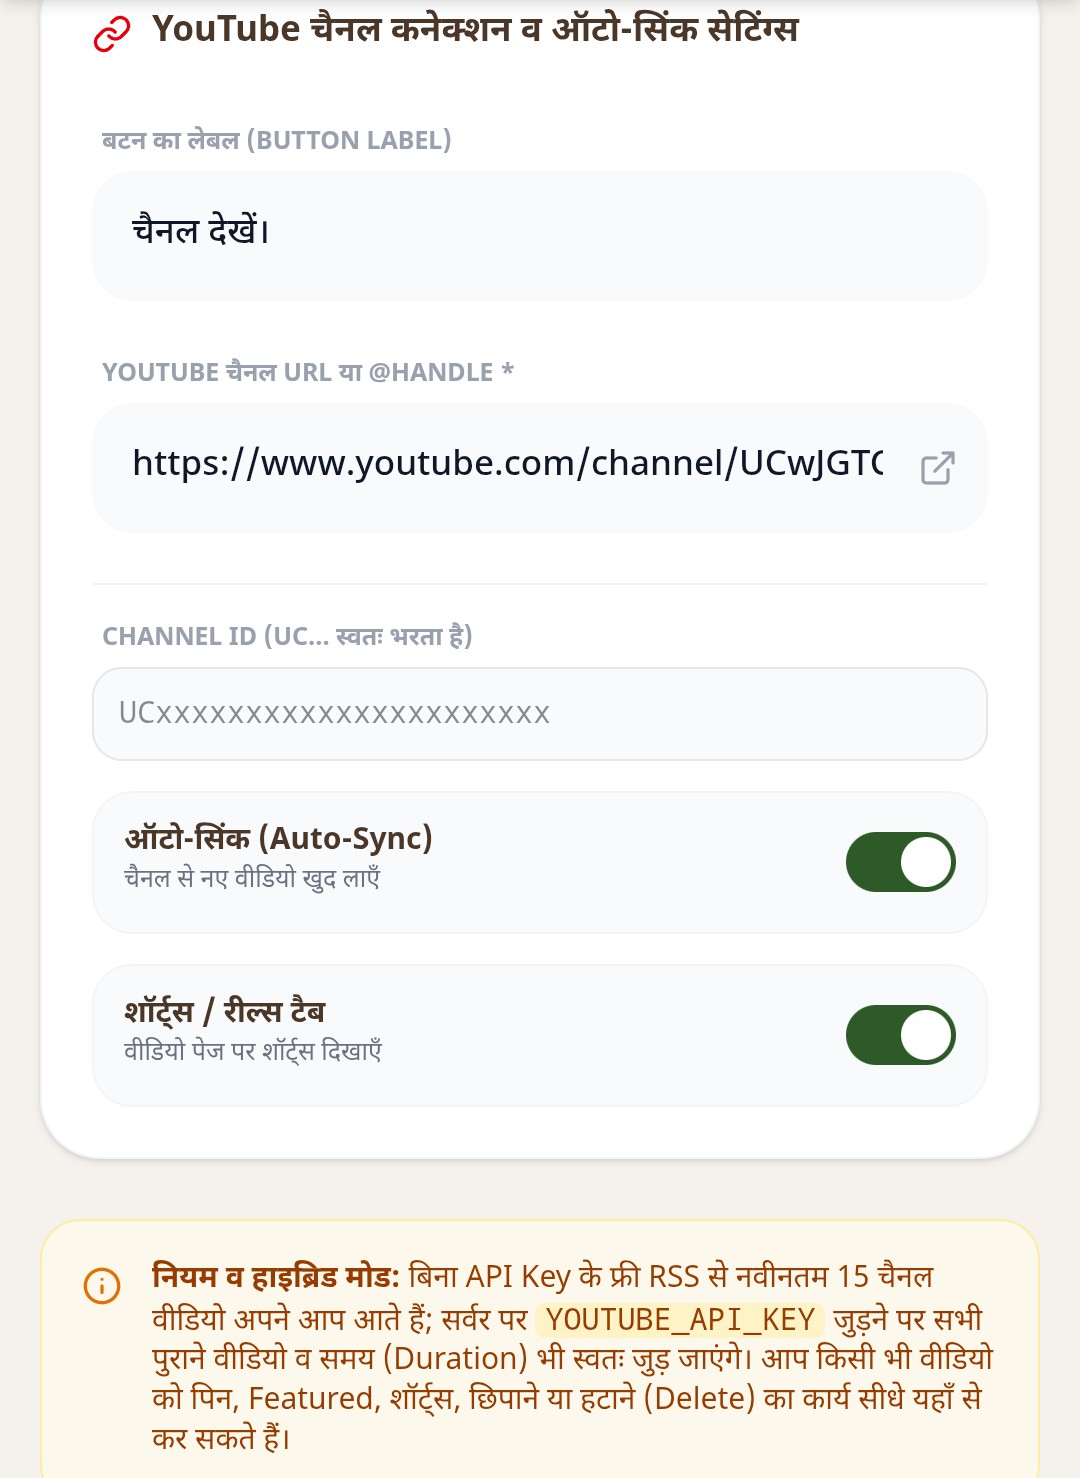 YouTube चैनल कनेक्शन व ऑटो-सिंक सेटिंग्स
बटन का लेबल (BUTTON LABEL)
चैनल देखें।
YOUTUBE चैनल URL या @HANDLE *
https://www.youtube.com/channel/UCwJGTC
CHANNEL ID (UC... स्वतः भरता है)
UCxxxxxxxxxxxxxxxxxxxxxx
ऑटो-सिंक (Auto-Sync)
चैनल से नए वीडियो खुद लाएँ
शॉर्ट्स / रील्स टैब
वीडियो पेज पर शॉर्ट्स दिखाएँ
नियम व हाइब्रिड मोड: बिना API Key के फ्री RSS से नवीनतम 15 चैनल
वीडियो अपने आप आते हैं; सर्वर पर YOUTUBE_API_KEY जुड़ने पर सभी
पुराने वीडियो व समय (Duration) भी स्वतः जुड़ जाएंगे। आप किसी भी वीडियो
को पिन, Featured, शॉर्ट्स, छिपाने या हटाने (Delete) का कार्य सीधे यहाँ से
कर सकते हैं।